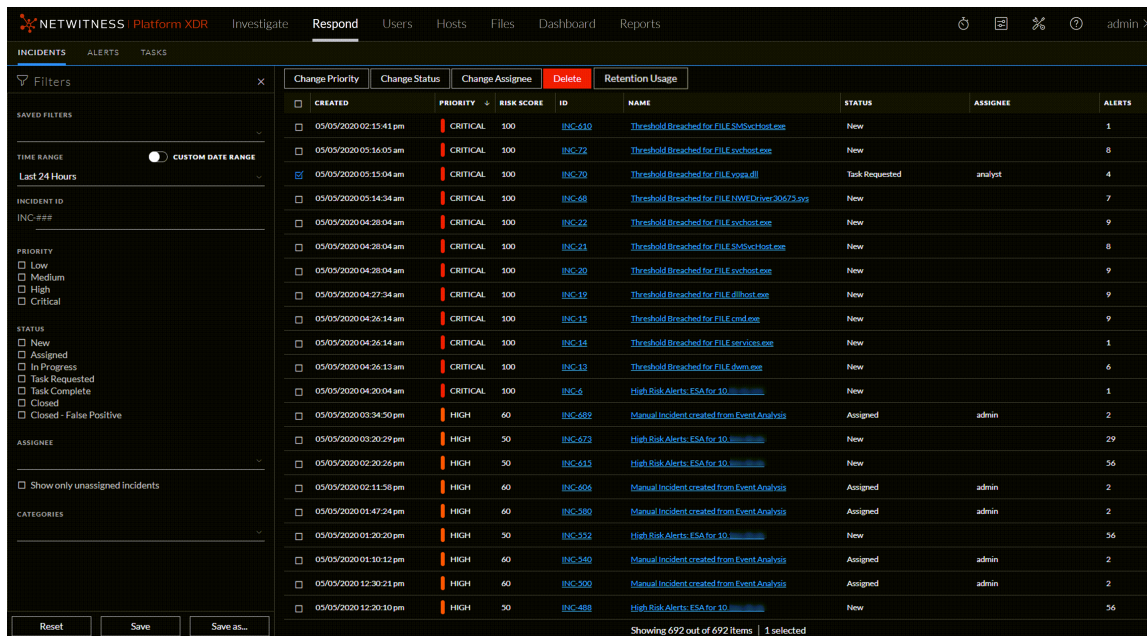 NETWITNESS Platform XDR Investigate Respond Users Hosts Files Dashboard Reports admin
INCIDENTS ALERTS TASKS
Filters
SAVED FILTERS
TIME RANGE CUSTOM DATE RANGE
Last 24 Hours
INCIDENT ID
INC-###
PRIORITY
Low
Medium
High
Critical
STATUS
New
Assigned
In Progress
Task Requested
Task Complete
Closed
Closed - False Positive
ASSIGNEE
Show only unassigned incidents
CATEGORIES
Reset Save Save as...
Change Priority Change Status Change Assignee Delete Retention Usage
CREATED PRIORITY RISK SCORE ID NAME STATUS ASSIGNEE ALERTS
05/05/2020 02:15:41 pm CRITICAL 100 INC-610 Threshold Breached for FILE SMSvcHost.exe New 1
05/05/2020 05:16:05 am CRITICAL 100 INC-72 Threshold Breached for FILE svchost.exe New 8
05/05/2020 05:15:04 am CRITICAL 100 INC-70 Threshold Breached for FILE yoga.dll Task Requested analyst 4
05/05/2020 05:14:34 am CRITICAL 100 INC-68 Threshold Breached for FILE NWEDriver30675.sys New 7
05/05/2020 04:28:04 am CRITICAL 100 INC-22 Threshold Breached for FILE svchost.exe New 9
05/05/2020 04:28:04 am CRITICAL 100 INC-21 Threshold Breached for FILE SMSvcHost.exe New 8
05/05/2020 04:28:04 am CRITICAL 100 INC-20 Threshold Breached for FILE svchost.exe New 9
05/05/2020 04:27:34 am CRITICAL 100 INC-19 Threshold Breached for FILE dllhost.exe New 9
05/05/2020 04:26:14 am CRITICAL 100 INC-15 Threshold Breached for FILE cmd.exe New 9
05/05/2020 04:26:14 am CRITICAL 100 INC-14 Threshold Breached for FILE services.exe New 1
05/05/2020 04:26:13 am CRITICAL 100 INC-13 Threshold Breached for FILE dwm.exe New 6
05/05/2020 04:20:04 am CRITICAL 100 INC-6 High Risk Alerts: ESA for 10. New 1
05/05/2020 03:34:50 pm HIGH 60 INC-689 Manual Incident created from Event Analysis Assigned admin 2
05/05/2020 03:20:29 pm HIGH 50 INC-673 High Risk Alerts: ESA for 10. New 29
05/05/2020 02:20:26 pm HIGH 50 INC-615 High Risk Alerts: ESA for 10. New 56
05/05/2020 02:11:58 pm HIGH 60 INC-606 Manual Incident created from Event Analysis Assigned admin 2
05/05/2020 01:47:24 pm HIGH 60 INC-580 Manual Incident created from Event Analysis Assigned admin 2
05/05/2020 01:20:20 pm HIGH 50 INC-552 High Risk Alerts: ESA for 10. New 56
05/05/2020 01:10:12 pm HIGH 60 INC-540 Manual Incident created from Event Analysis Assigned admin 2
05/05/2020 12:30:21 pm HIGH 60 INC-500 Manual Incident created from Event Analysis Assigned admin 2
05/05/2020 12:20:10 pm HIGH 50 INC-488 High Risk Alerts: ESA for 10. New 56
Showing 692 out of 692 items | 1 selected